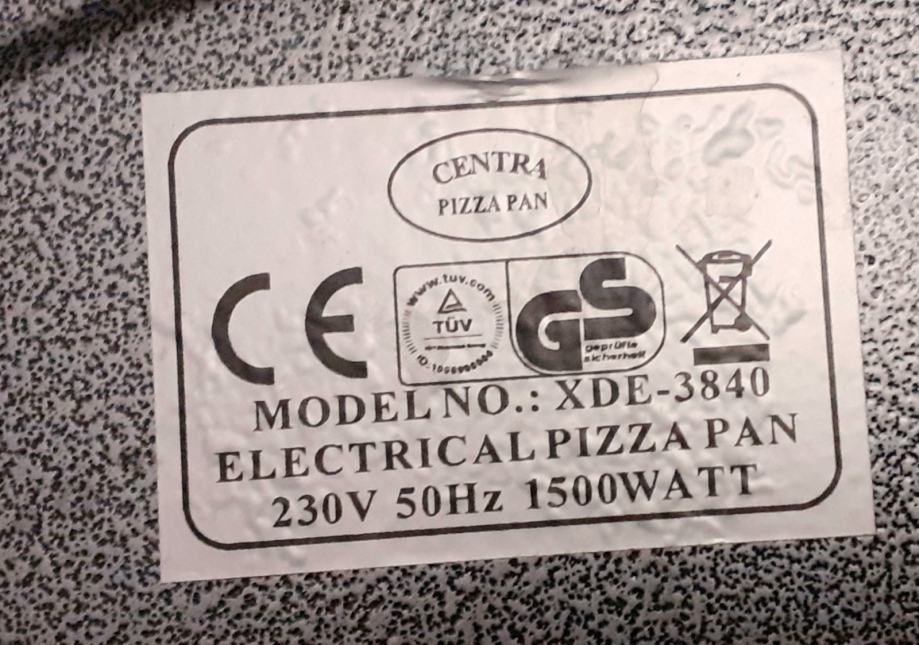 CENTRA
PIZZA PAN
CE
www.tuv.com
TÜV
GS
geprüfte
sicherheit
MODEL NO.: XDE-3840
ELECTRICAL PIZZA PAN
230V 50Hz 1500WATT